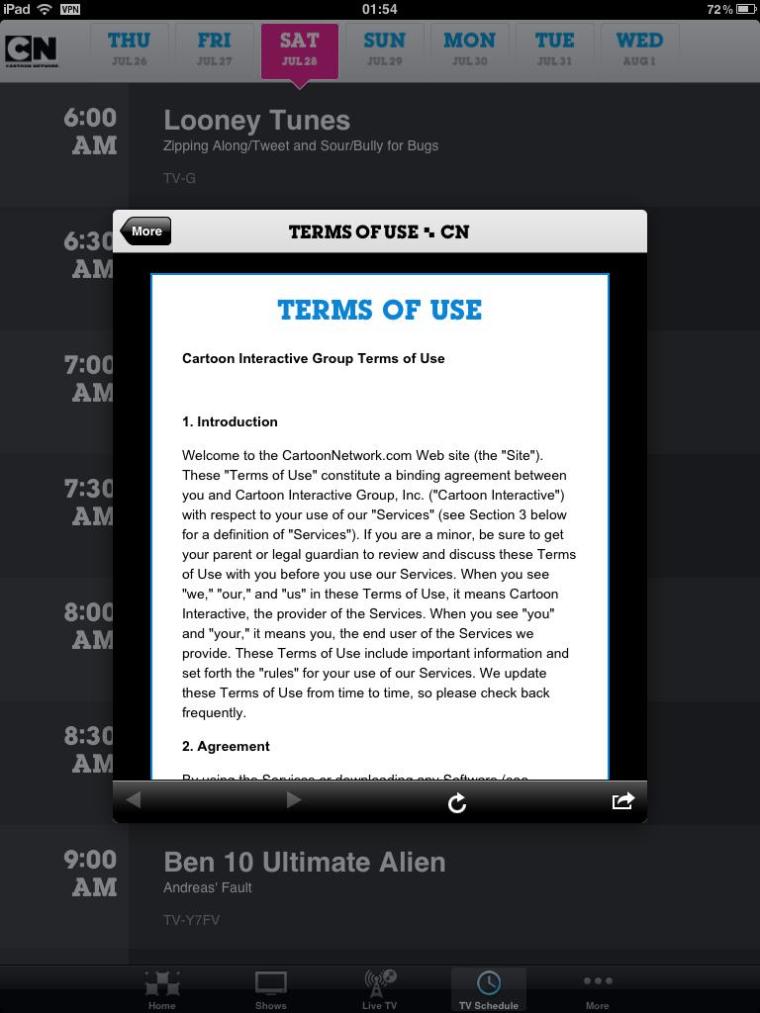 iPad VPN 01:54 72%
CN
CARTOON NETWORK
THU FRI SAT SUN MON TUE WED
JUL 26 JUL 27 JUL 28 JUL 29 JUL 30 JUL 31 AUG 1
6:00
AM
Looney Tunes
Zipping Along/Tweet and Sour/Bully for Bugs
TV-G
More
TERMS OF USE CN
6:30
AM
TERMS OF USE
Cartoon Interactive Group Terms of Use
7:00
AM
1. Introduction
Welcome to the CartoonNetwork.com Web site (the "Site").
These "Terms of Use" constitute a binding agreement between
you and Cartoon Interactive Group, Inc. ("Cartoon Interactive")
with respect to your use of our "Services" (see Section 3 below
for a definition of "Services"). If you are a minor, be sure to get
your parent or legal guardian to review and discuss these Terms
of Use with you before you use our Services. When you see
"we," "our," and "us" in these Terms of Use, it means Cartoon
Interactive, the provider of the Services. When you see "you"
and "your," it means you, the end user of the Services we
provide. These Terms of Use include important information and
set forth the "rules" for your use of our Services. We update
these Terms of Use from time to time, so please check back
frequently.
7:30
AM
8:00
AM
2. Agreement
By using the Services or downloading any Software (see
8:30
AM
9:00
AM
Ben 10 Ultimate Alien
Andreas' Fault
TV-Y7FV
Home Shows Live TV TV Schedule More